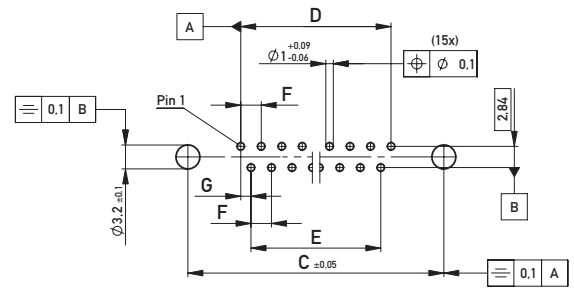 D
A
(15x)
Ø1 +0,09 -0,06
⌖ Ø 0,1
⌯ 0,1 B
Pin 1
F
2,84
G
Ø3,2 ±0,1
F
B
E
C ±0,05
⌯ 0,1 A